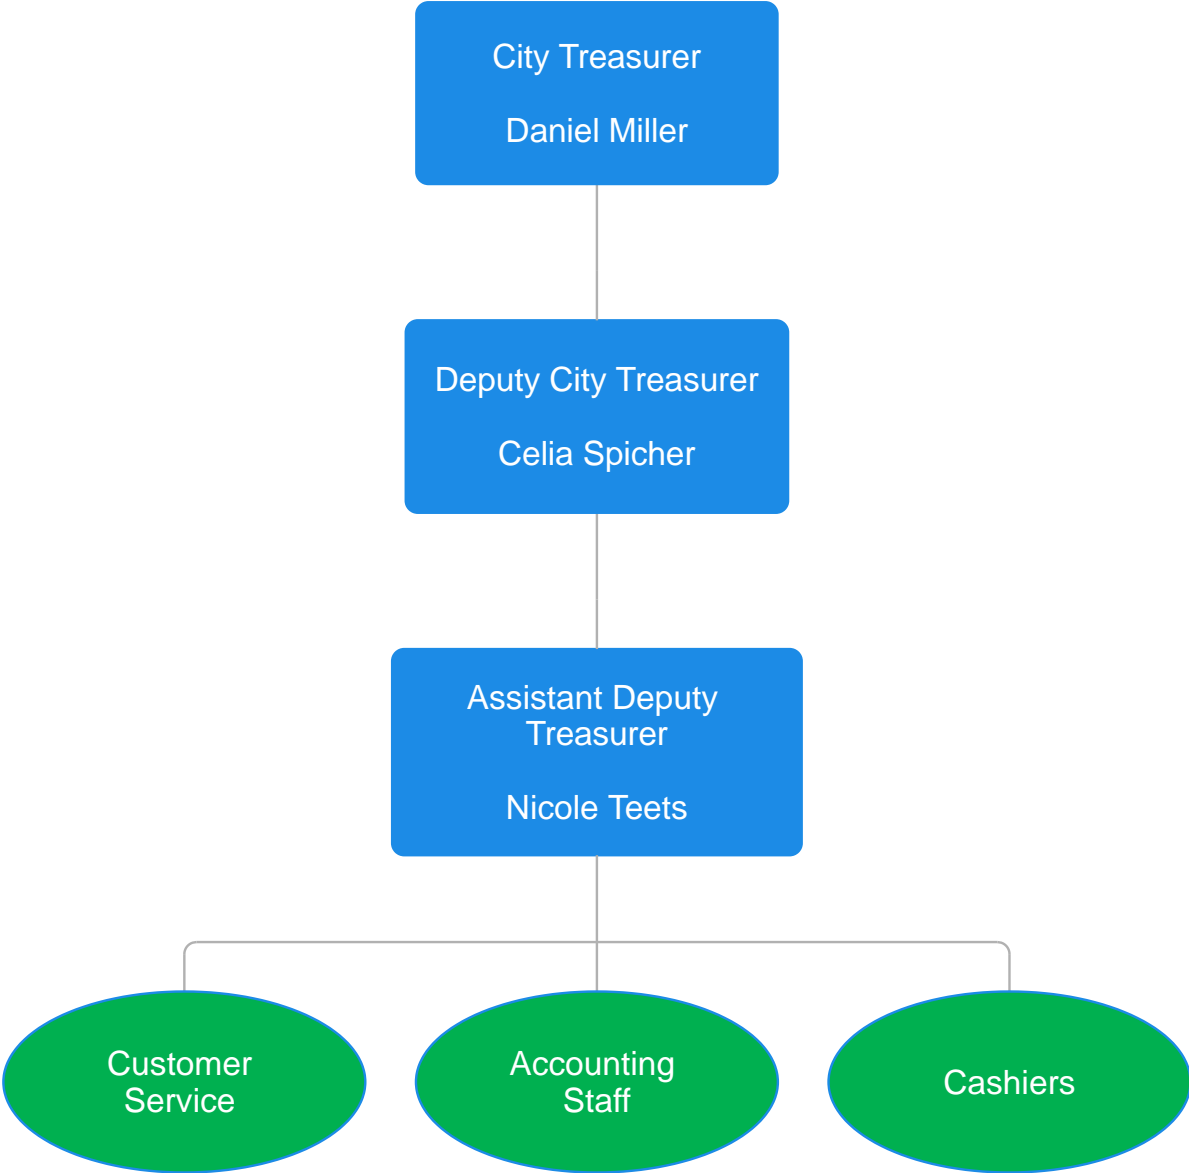 City Treasurer
Daniel Miller
Deputy City Treasurer
Celia Spicher
Assistant Deputy
Treasurer
Nicole Teets
Customer
Service
Accounting
Staff
Cashiers